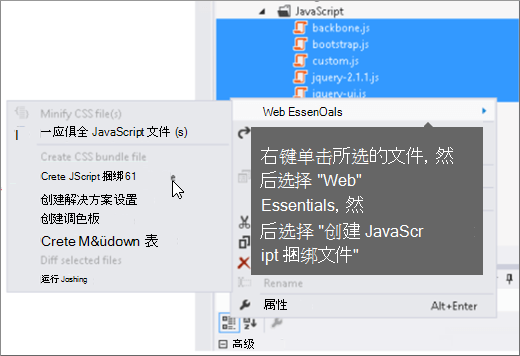 JavaScript
backbone.js
bootstrap.js
custom.js
jquery-2.1.1.js
jquery-ui.js
Minify CSS file(s)
一应俱全 JavaScript 文件 (s)
Create CSS bundle file
Crete JScript 捆绑61
创建解决方案设置
创建调色板
Crete M&üdown 表
Diff selected files
运行 Joshing
Web EssenOals
右键单击所选的文件, 然
后选择 "Web"
Essentials, 然
后选择 "创建 JavaScr
ipt 捆绑文件"
Rename
属性 Alt+Enter
高级